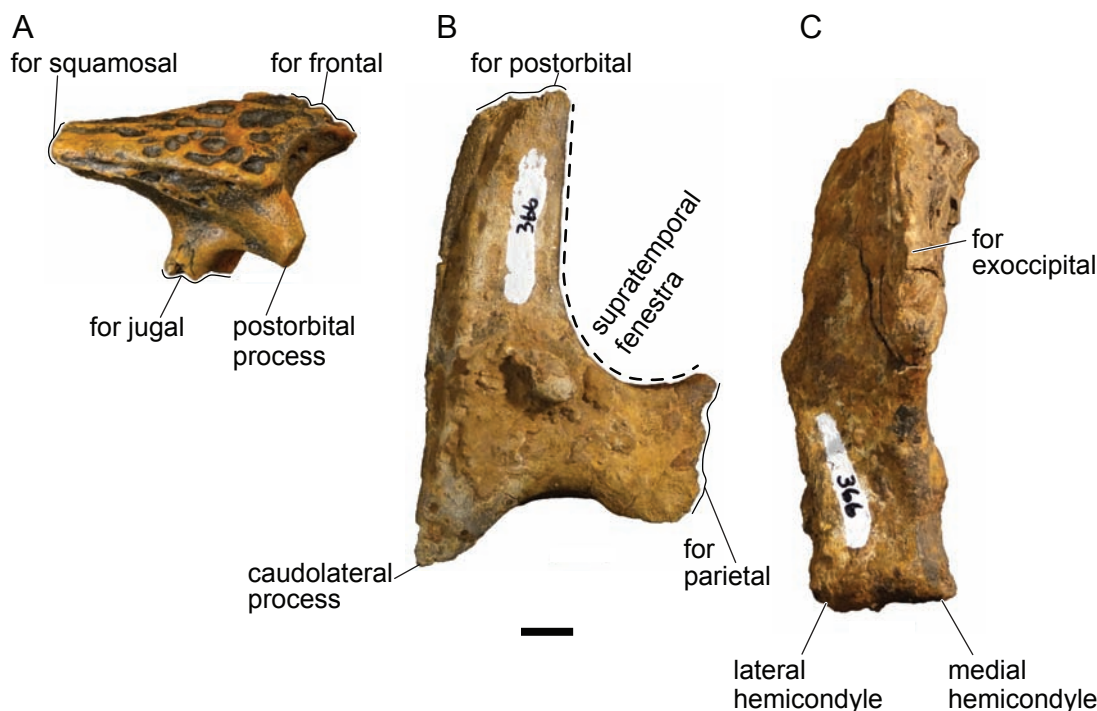 A
for squamosal
for frontal
for jugal
postorbital
process
B
for postorbital
366
supratemporal
fenestra
caudolateral
process
for
parietal
C
for
exoccipital
366
lateral
hemicondyle
medial
hemicondyle